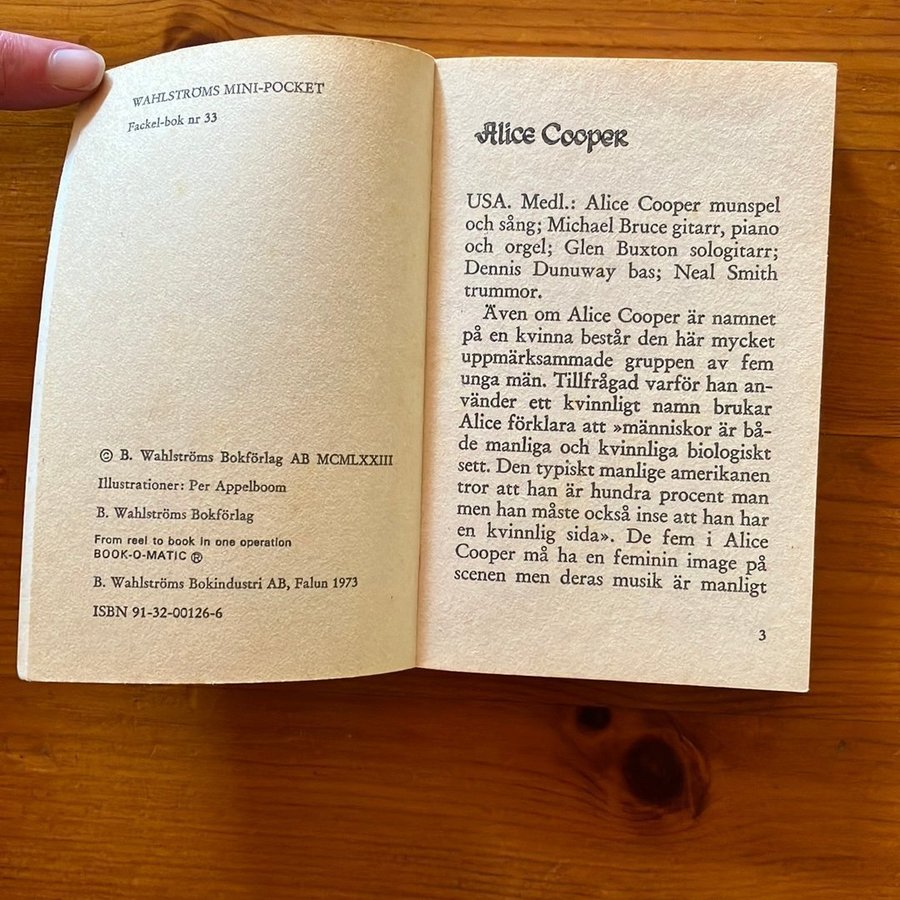 WAHLSTRÖMS MINI-POCKET
Fackel-bok nr 33
© B. Wahlströms Bokförlag AB MCMLXXIII
Illustrationer: Per Appelboom
B. Wahlströms Bokförlag
From reel to book in one operation
BOOK-O-MATIC ®
B. Wahlströms Bokindustri AB, Falun 1973
ISBN 91-32-00126-6
Alice Cooper
USA. Medl.: Alice Cooper munspel
och sång; Michael Bruce gitarr, piano
och orgel; Glen Buxton sologitarr;
Dennis Dunuway bas; Neal Smith
trummor.
Även om Alice Cooper är namnet
på en kvinna består den här mycket
uppmärksammade gruppen av fem
unga män. Tillfrågad varför han an-
vänder ett kvinnligt namn brukar
Alice förklara att »människor är bå-
de manliga och kvinnliga biologiskt
sett. Den typiskt manlige amerikanen
tror att han är hundra procent man
men han måste också inse att han har
en kvinnlig sida». De fem i Alice
Cooper må ha en feminin image på
scenen men deras musik är manligt
3